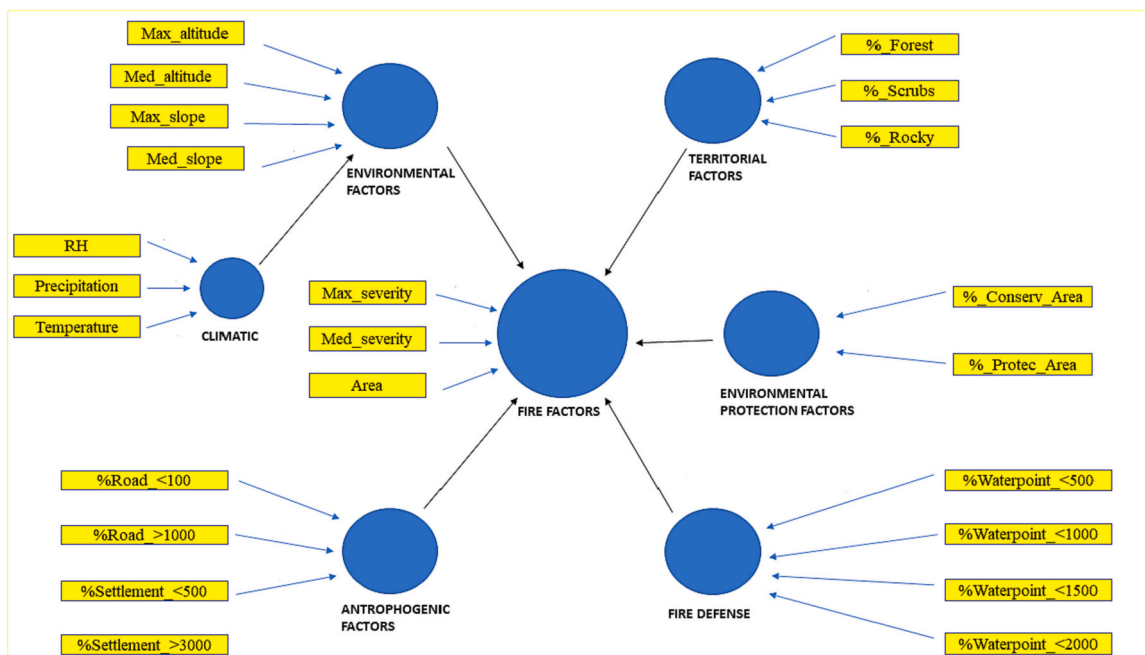 Max_altitude
Med_altitude
Max_slope
Med_slope
ENVIRONMENTAL
FACTORS
%_Forest
%_Scrubs
%_Rocky
TERRITORIAL
FACTORS
RH
Precipitation
Temperature
CLIMATIC
Max_severity
Med_severity
Area
FIRE FACTORS
%_Conserv_Area
%_Protec_Area
ENVIRONMENTAL
PROTECTION FACTORS
%Road_<100
%Road_>1000
%Settlement_<500
%Settlement_>3000
ANTROPHOGENIC
FACTORS
%Waterpoint_<500
%Waterpoint_<1000
%Waterpoint_<1500
%Waterpoint_<2000
FIRE DEFENSE